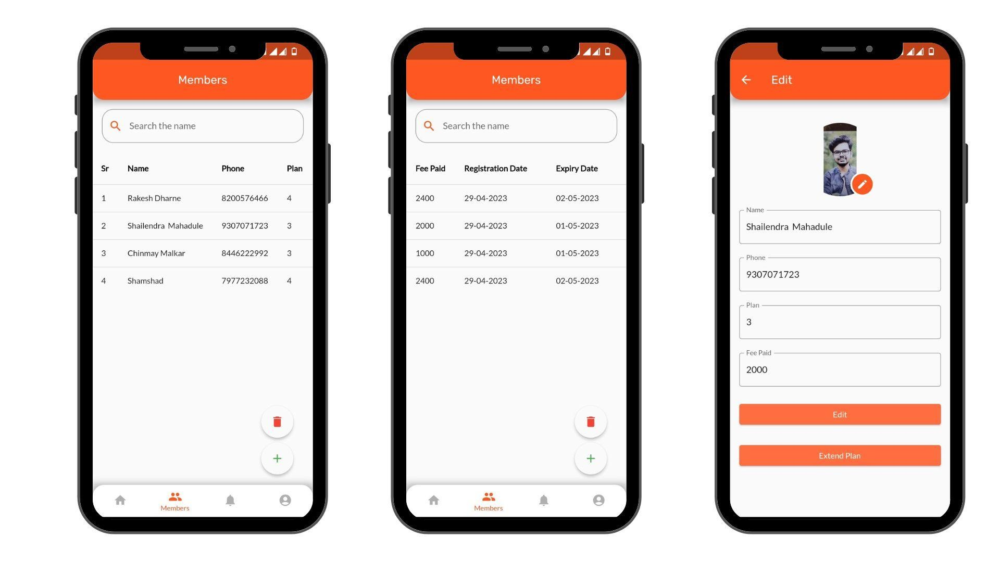 Members
Search the name
Sr Name Phone Plan
1 Rakesh Dharne 8200576466 4
2 Shailendra  Mahadule 9307071723 3
3 Chinmay Malkar 8446222992 3
4 Shamshad 7977232088 4
Members
Members
Search the name
Fee Paid Registration Date Expiry Date
2400 29-04-2023 02-05-2023
2000 29-04-2023 01-05-2023
1000 29-04-2023 01-05-2023
2400 29-04-2023 02-05-2023
Members
Edit
Name
Shailendra  Mahadule
Phone
9307071723
Plan
3
Fee Paid
2000
Edit
Extend Plan